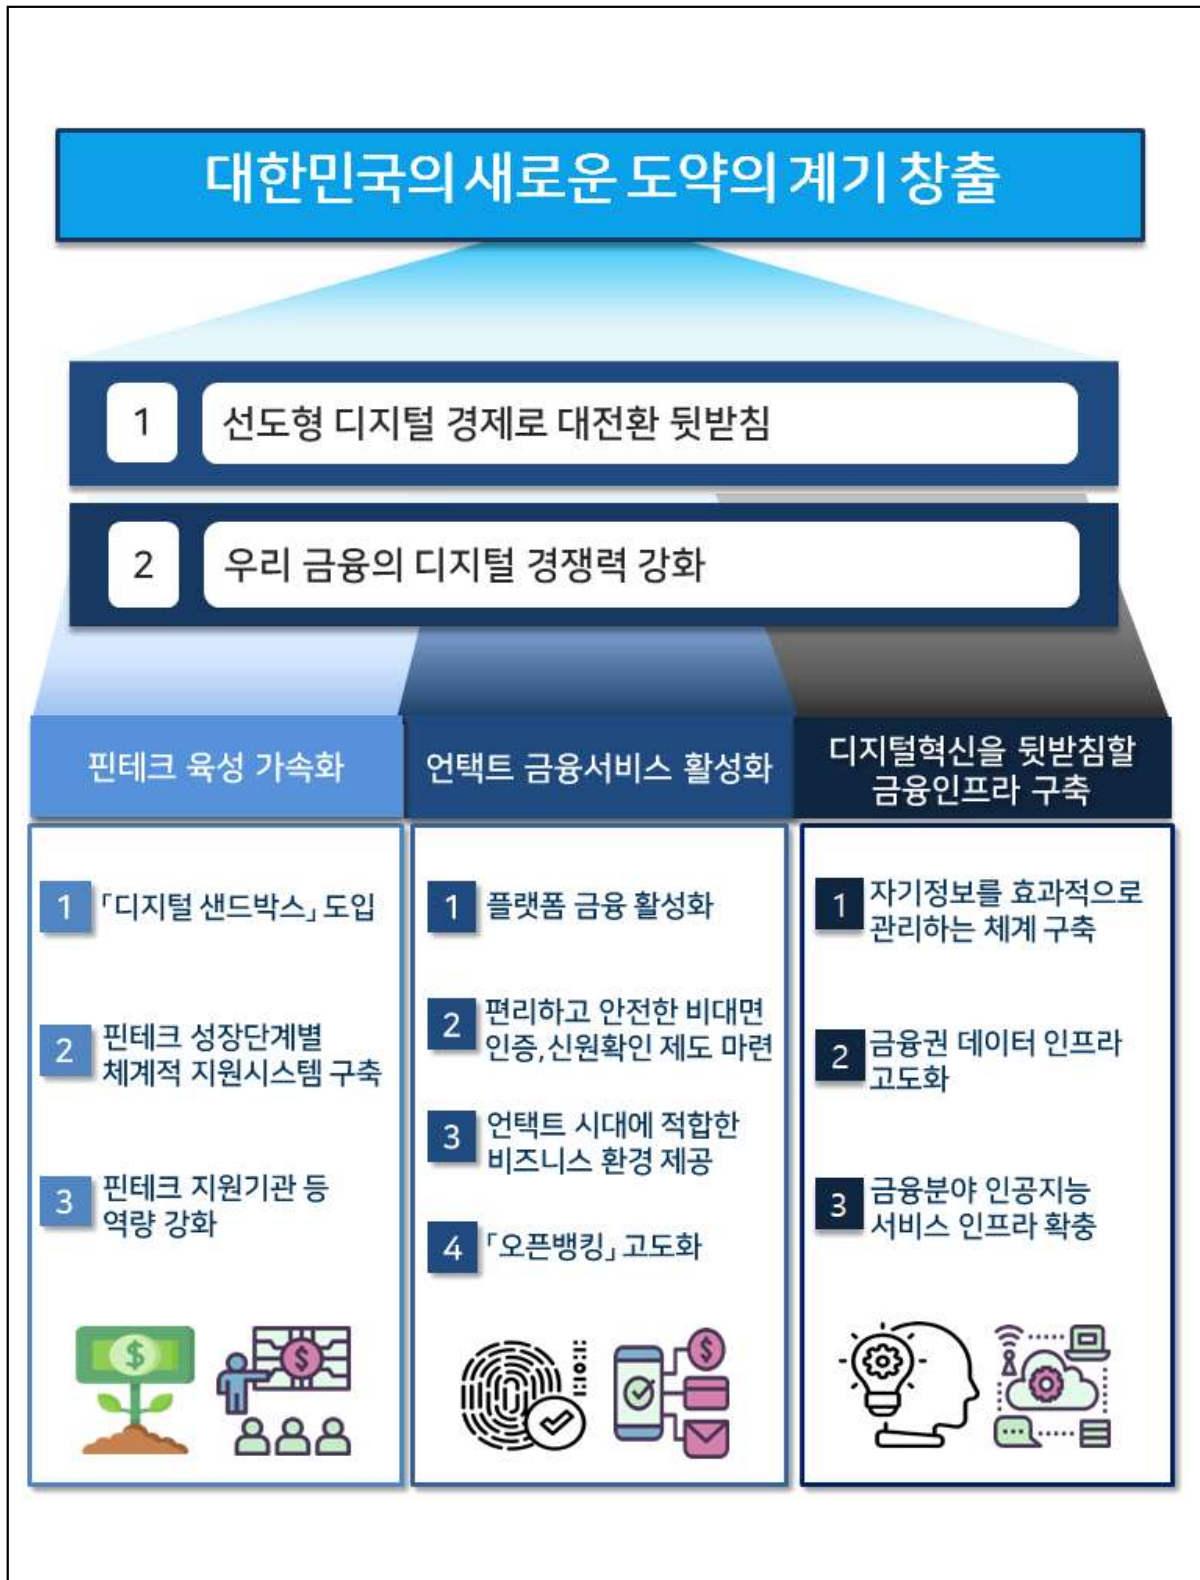 대한민국의 새로운 도약의 계기 창출
1
선도형 디지털 경제로 대전환 뒷받침
2
우리 금융의 디지털 경쟁력 강화
핀테크 육성 가속화
1
「디지털 샌드박스」 도입
2
핀테크 성장단계별
체계적 지원시스템 구축
3
핀테크 지원기관 등
역량 강화
언택트 금융서비스 활성화
1
플랫폼 금융 활성화
2
편리하고 안전한 비대면
인증,신원확인 제도 마련
3
언택트 시대에 적합한
비즈니스 환경 제공
4
「오픈뱅킹」 고도화
디지털혁신을 뒷받침할
금융인프라 구축
1
자기정보를 효과적으로
관리하는 체계 구축
2
금융권 데이터 인프라
고도화
3
금융분야 인공지능
서비스 인프라 확충